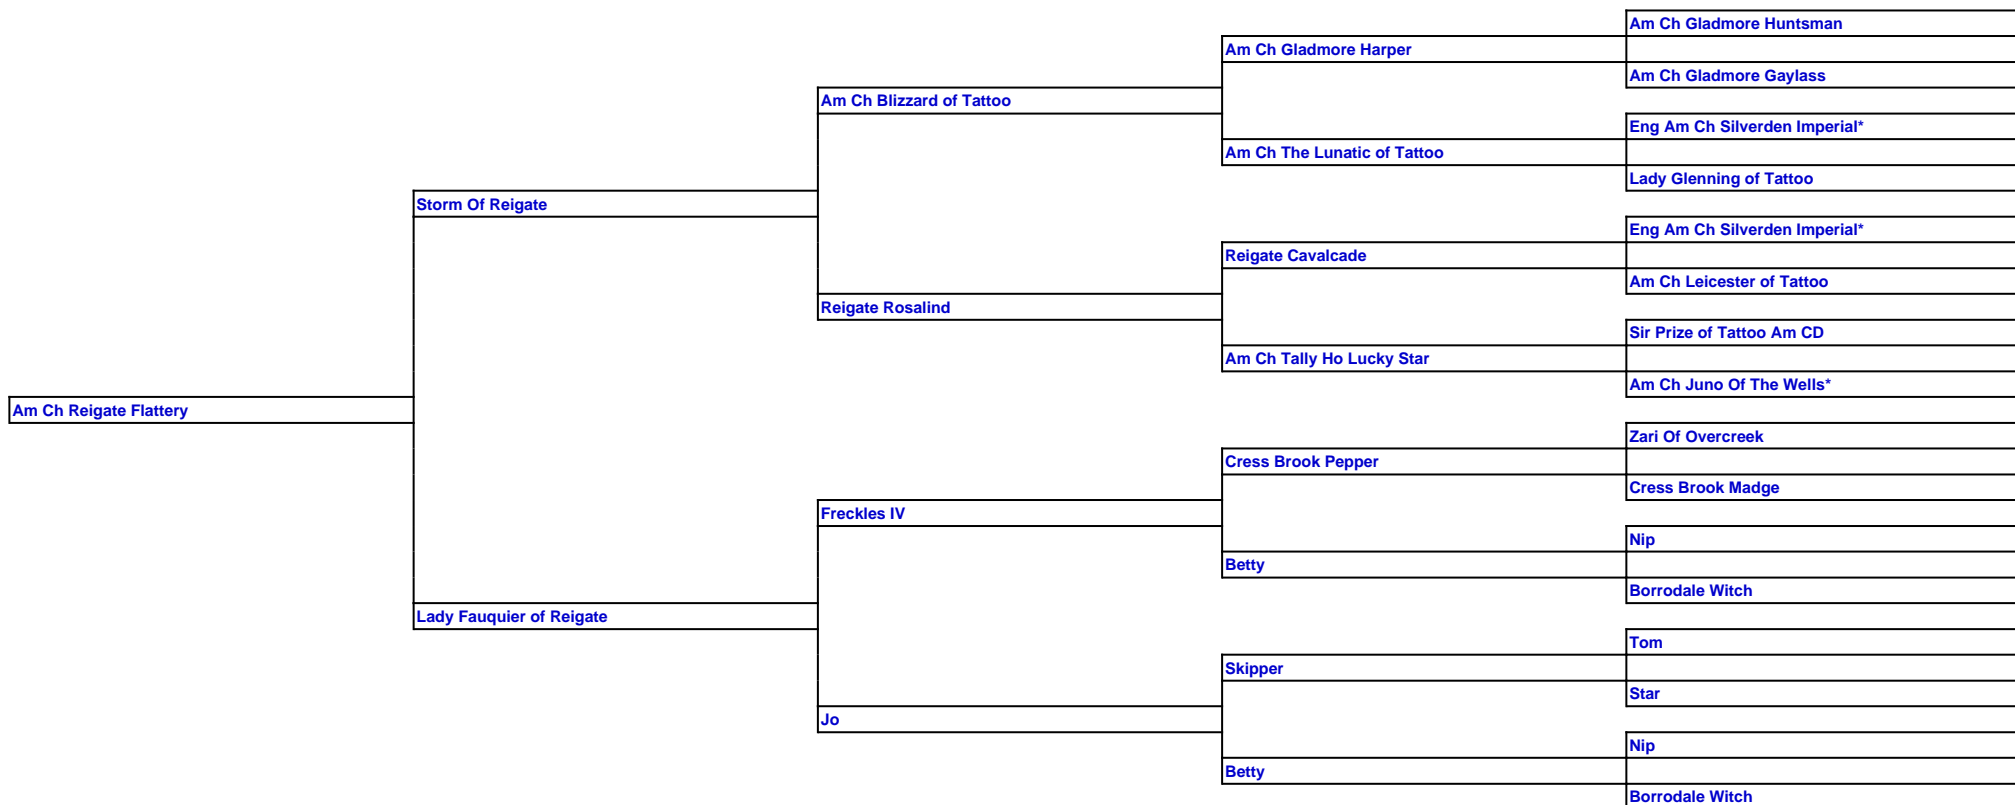 Am Ch Gladmore Huntsman
Am Ch Gladmore Harper
Am Ch Gladmore Gaylass
Am Ch Blizzard of Tattoo
Eng Am Ch Silverden Imperial*
Am Ch The Lunatic of Tattoo
Lady Glenning of Tattoo
Storm Of Reigate
Eng Am Ch Silverden Imperial*
Reigate Cavalcade
Am Ch Leicester of Tattoo
Reigate Rosalind
Sir Prize of Tattoo Am CD
Am Ch Tally Ho Lucky Star
Am Ch Juno Of The Wells*
Am Ch Reigate Flattery
Zari Of Overcreek
Cress Brook Pepper
Cress Brook Madge
Freckles IV
Nip
Betty
Borrodale Witch
Lady Fauquier of Reigate
Tom
Skipper
Star
Jo
Nip
Betty
Borrodale Witch